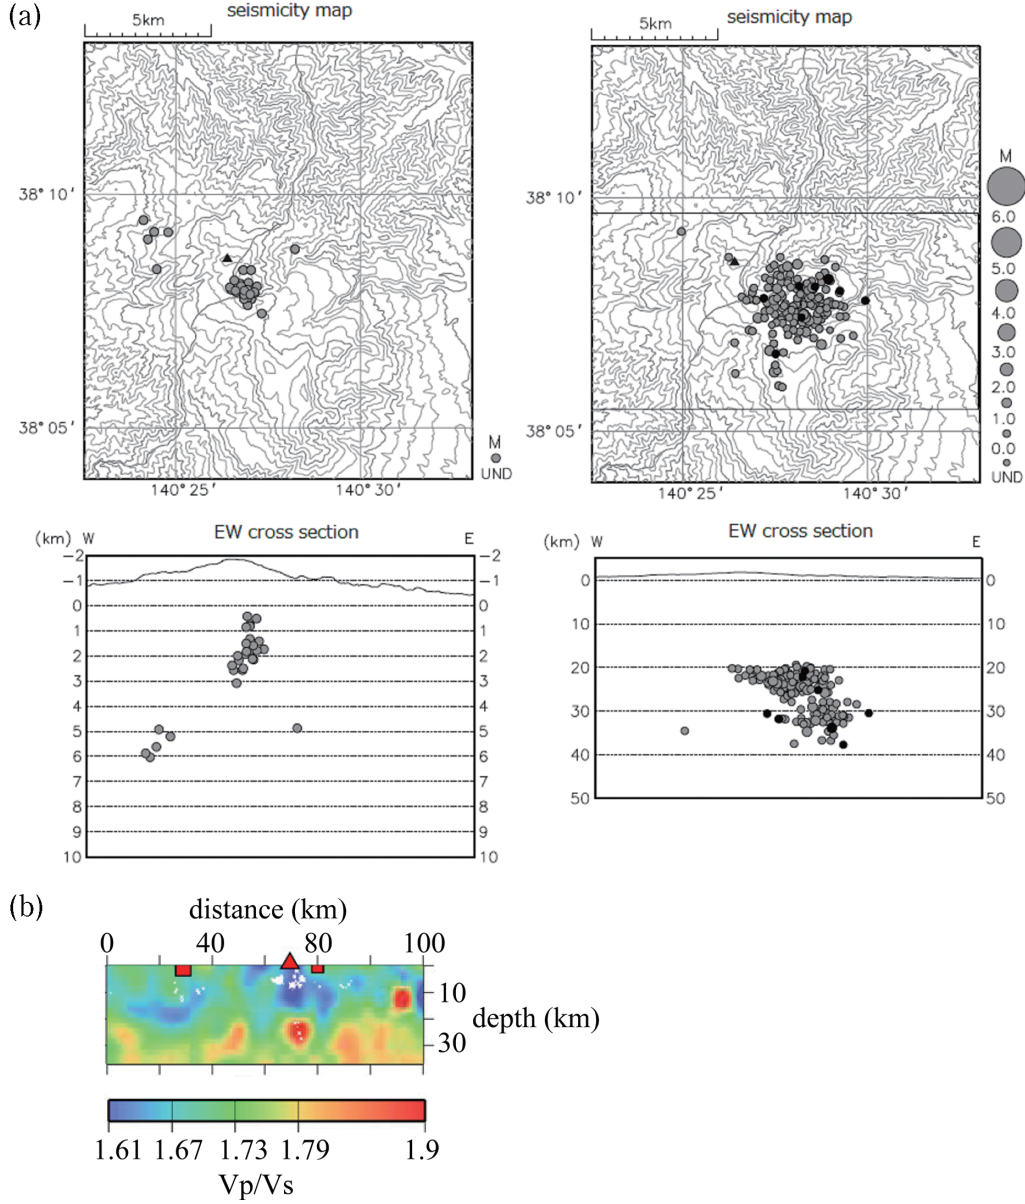 (a)
seismicity map
seismicity map
5km
5km
M
38° 10′
38° 10′
6.0
5.0
4.0
3.0
2.0
38° 05′
38° 05′
1.0
M
0.0
UND
UND
140° 25′ 140° 30′
140° 25′ 140° 30′
EW cross section
EW cross section
(km) W E
(km) W E
−2 −2
−1 −1
0 0
1 1
2 2
3 3
4 4
5 5
6 6
7 7
8 8
9 9
10 10
0 0
10 10
20 20
30 30
40 40
50 50
(b)
distance (km)
0 40 80 100
10
depth (km)
30
1.61 1.67 1.73 1.79 1.9
Vp/Vs